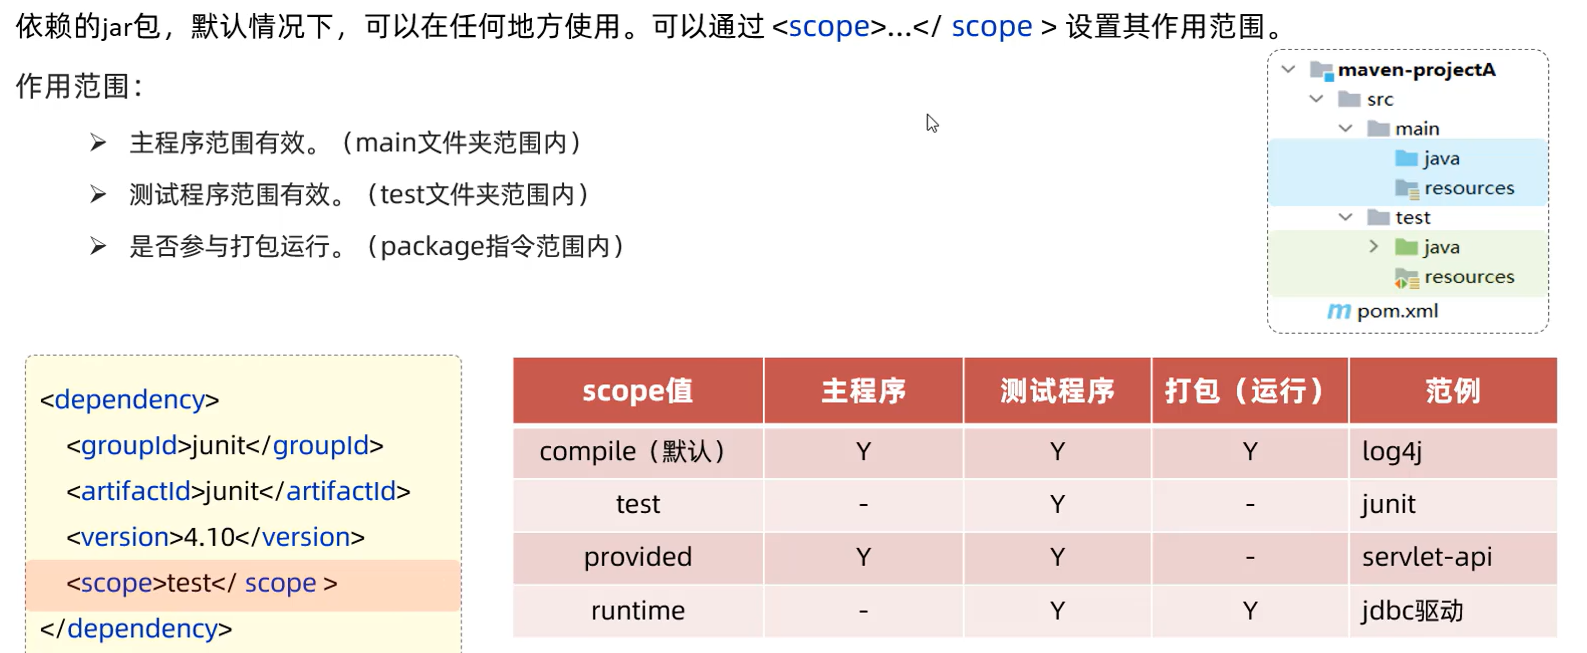 依赖的jar包，默认情况下，可以在任何地方使用。可以通过 <scope>…</ scope > 设置其作用范围。
作用范围：
➢ 主程序范围有效。（main文件夹范围内）
➢ 测试程序范围有效。（test文件夹范围内）
➢ 是否参与打包运行。（package指令范围内）
maven-projectA
src
main
java
resources
test
java
resources
m pom.xml
<dependency>
<groupId>junit</groupId>
<artifactId>junit</artifactId>
<version>4.10</version>
<scope>test</ scope >
</dependency>
scope值 主程序 测试程序 打包（运行） 范例
compile（默认） Y Y Y log4j
test - Y - junit
provided Y Y - servlet-api
runtime - Y Y jdbc驱动